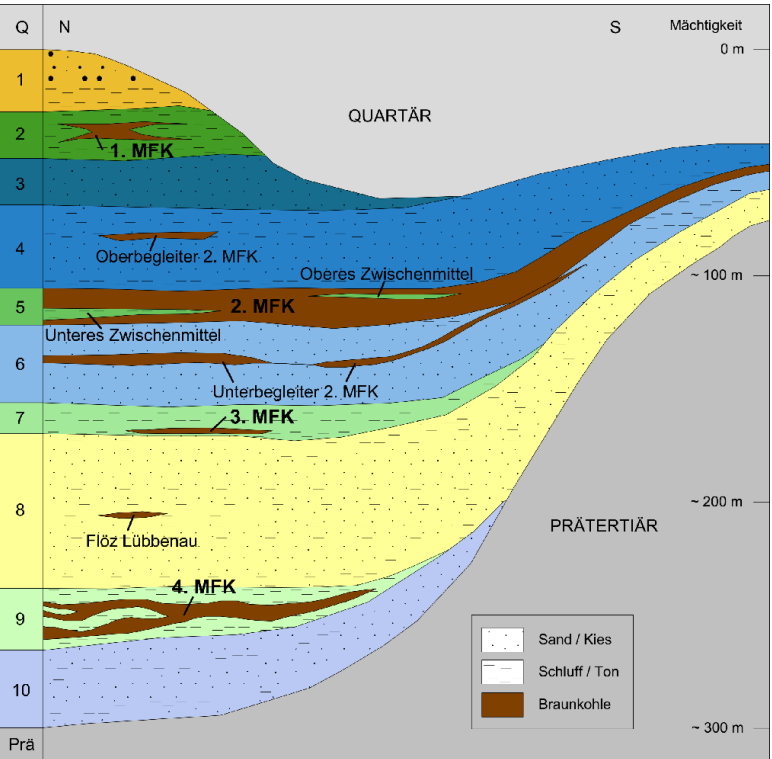 Q N S Mächtigkeit
0 m
1
QUARTÄR
2
1. MFK
3
4
Oberbegleiter 2. MFK
Oberes Zwischenmittel
~ 100 m
5
2. MFK
Unteres Zwischenmittel
6
Unterbegleiter 2. MFK
7
3. MFK
8
~ 200 m
PRÄTERTIÄR
Flöz Lübbenau
4. MFK
9
Sand / Kies
Schluff / Ton
10
Braunkohle
~ 300 m
Prä